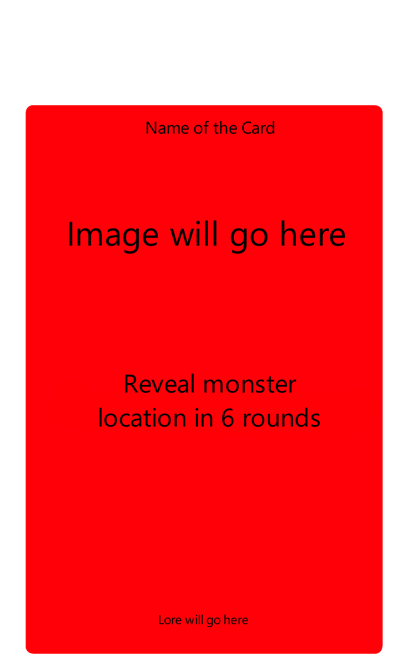 Name of the Card
Image will go here
Reveal monster
location in 6 rounds
Lore will go here